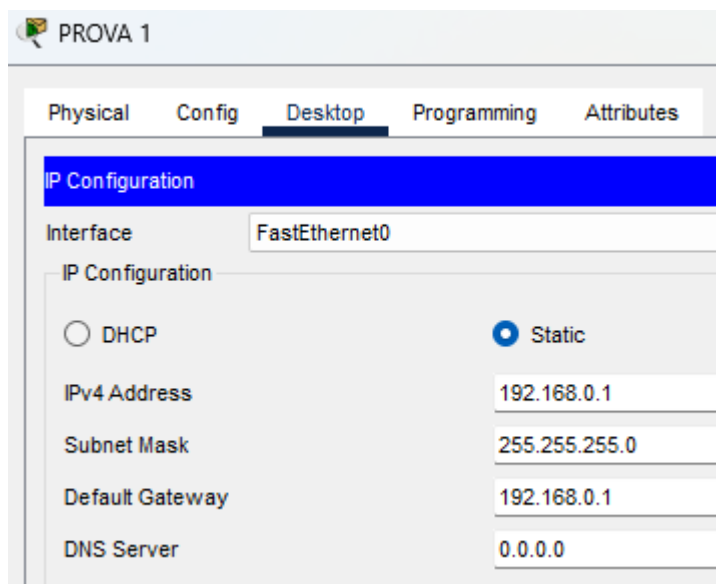 PROVA 1
Physical Config Desktop Programming Attributes
IP Configuration
Interface FastEthernet0
IP Configuration
DHCP Static
IPv4 Address 192.168.0.1
Subnet Mask 255.255.255.0
Default Gateway 192.168.0.1
DNS Server 0.0.0.0